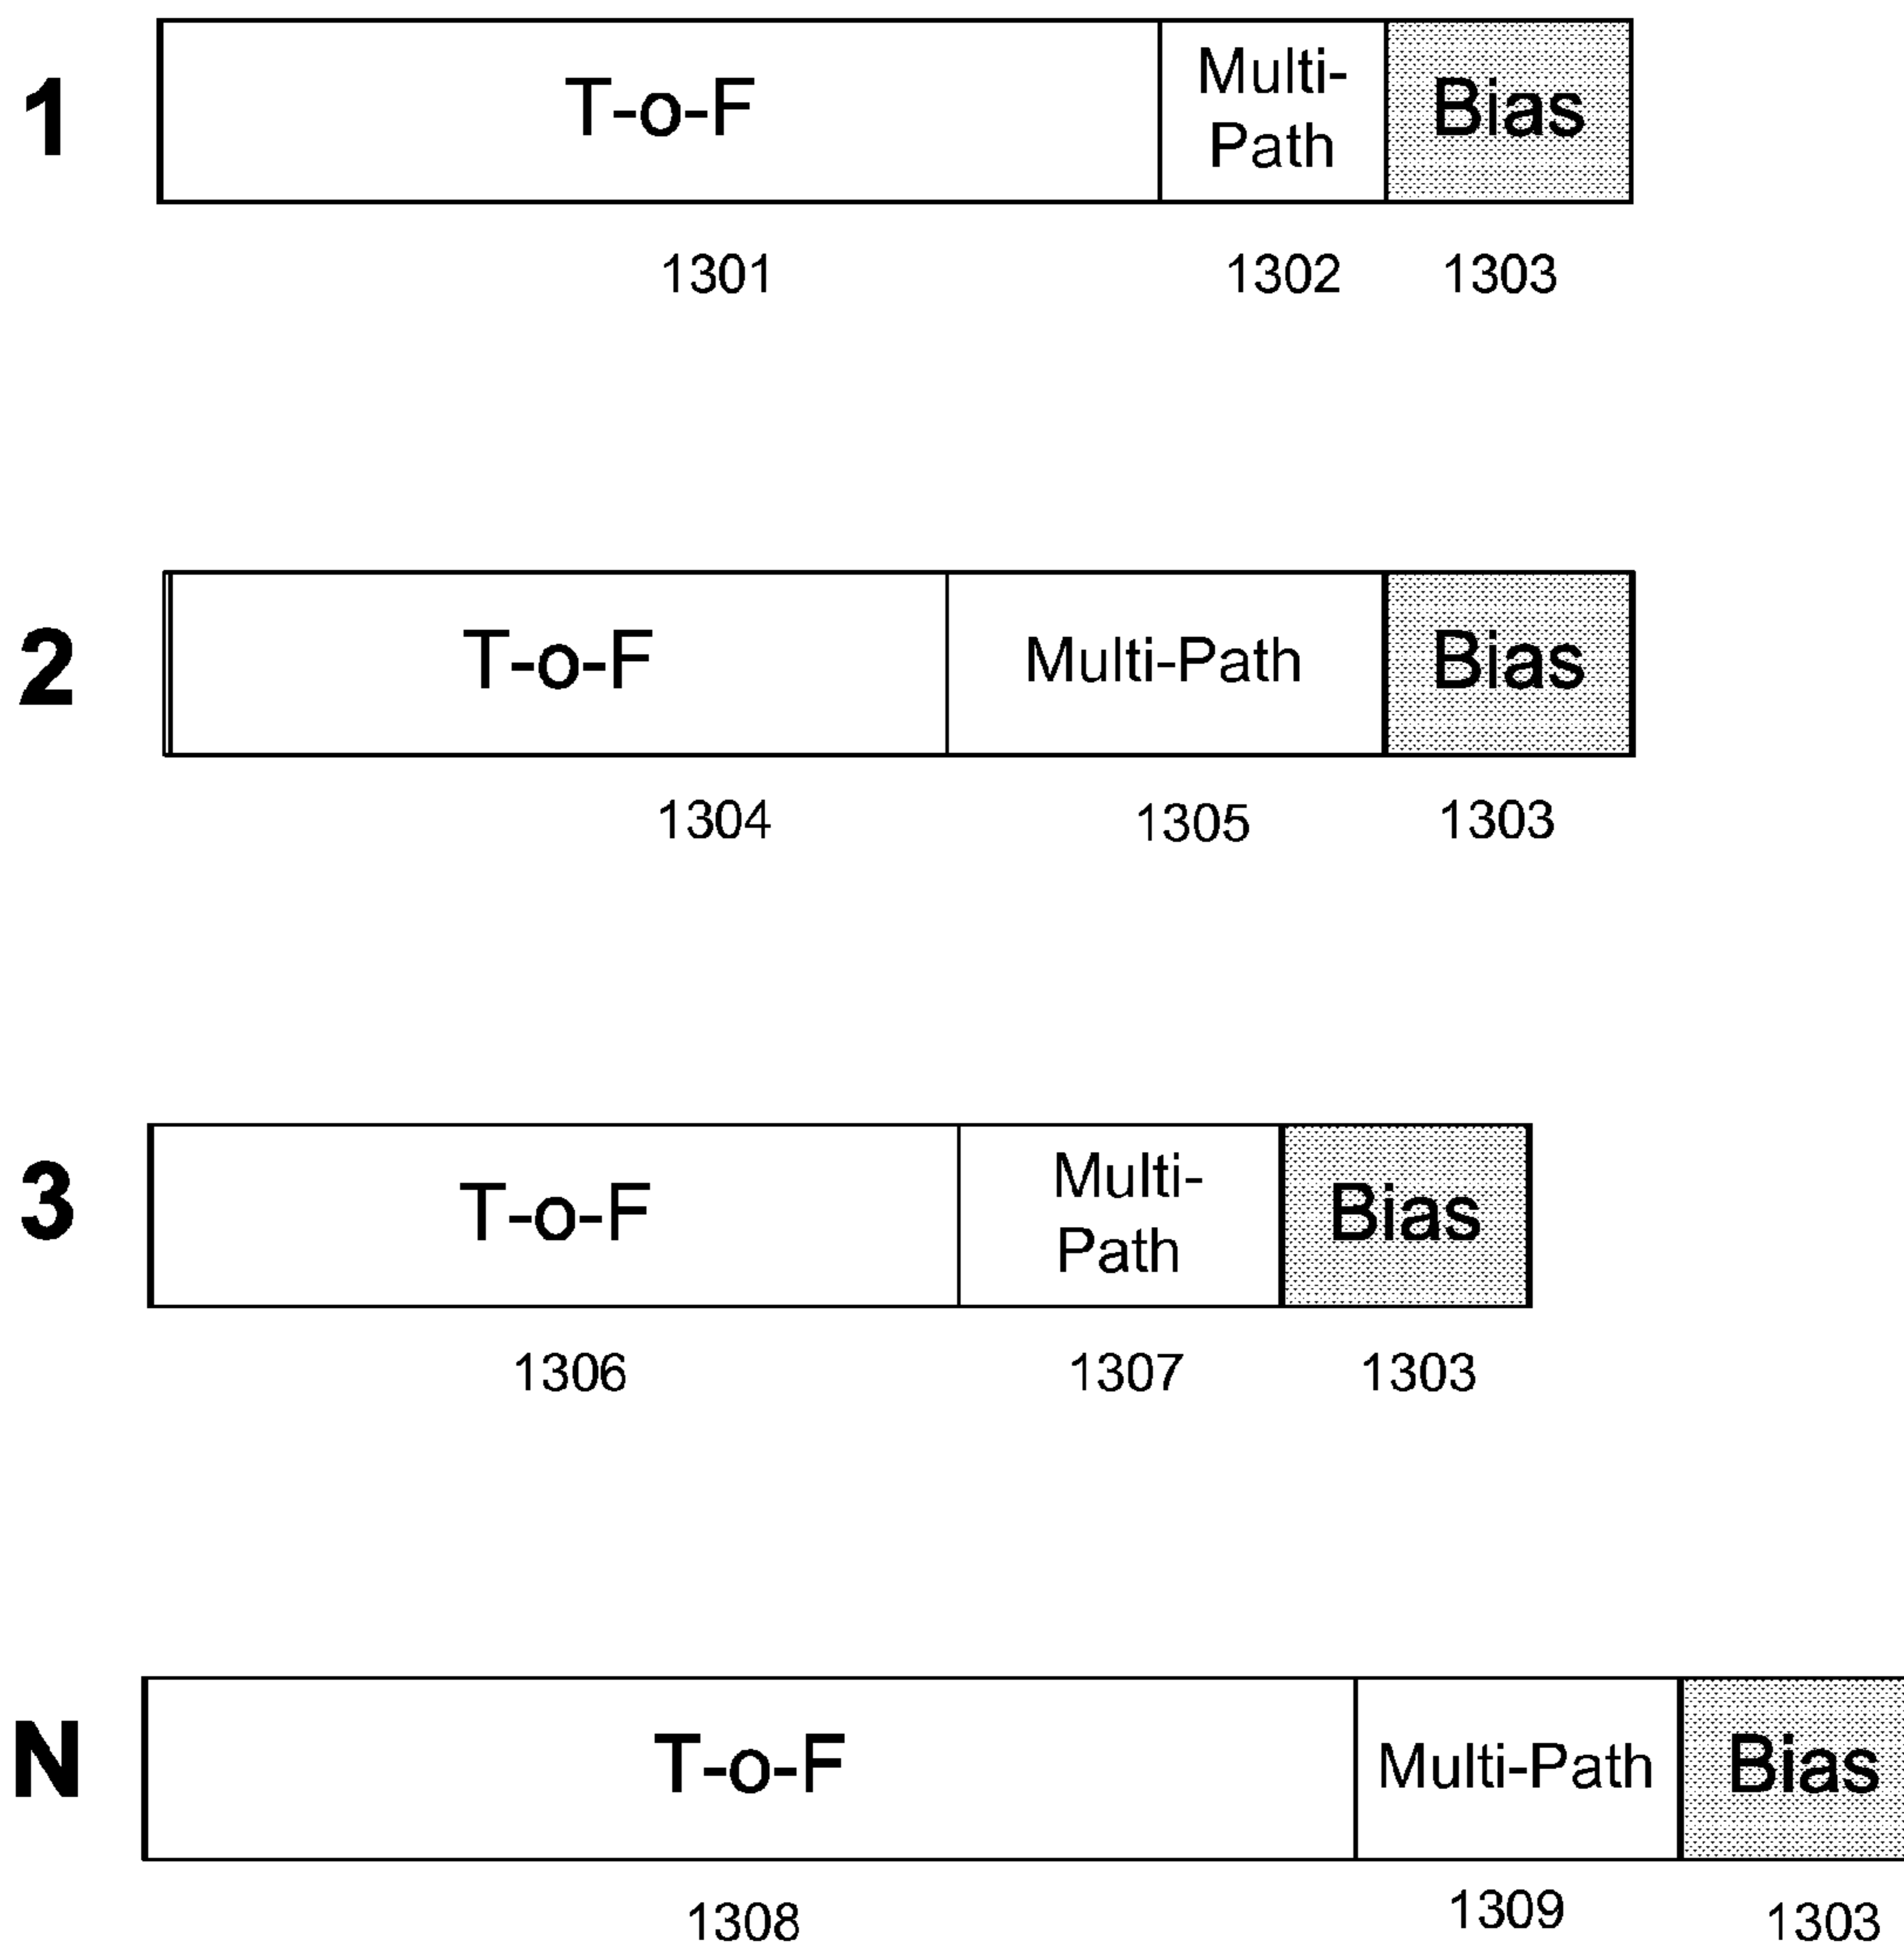 1
T-o-F
Multi-
Path
Bias
1301
1302
1303
2
T-o-F
Multi-Path
Bias
1304
1305
1303
3
T-o-F
Multi-
Path
Bias
1306
1307
1303
N
T-o-F
Multi-Path
Bias
1308
1309
1303